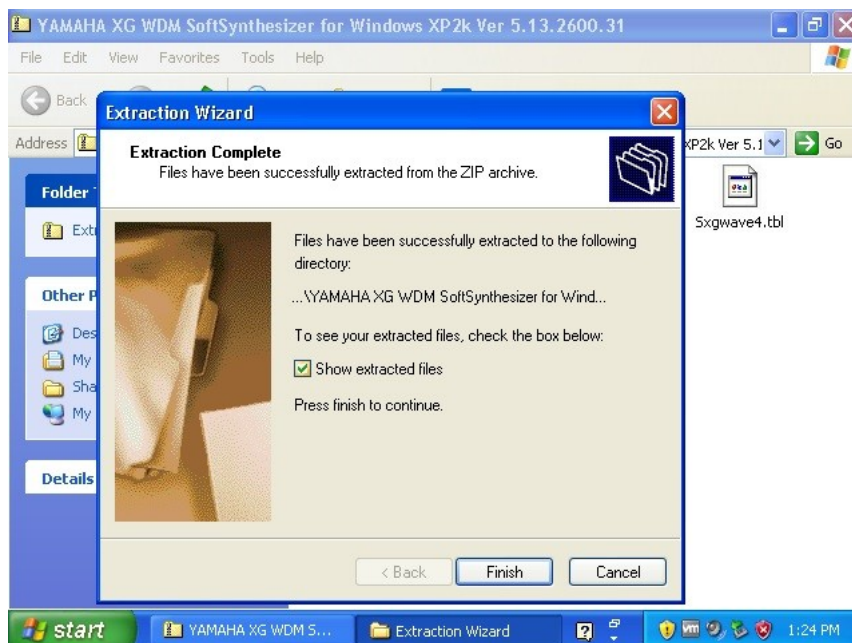 YAMAHA XG WDM SoftSynthesizer for Windows XP2k Ver 5.13.2600.31
File Edit View Favorites Tools Help
Back
Extraction Wizard
Address
XP2k Ver 5.1
Go
Extraction Complete
Files have been successfully extracted from the ZIP archive.
Folder
Sxgwave4.tbl
Extr
Files have been successfully extracted to the following
directory:
Other P
...\YAMAHA XG WDM SoftSynthesizer for Wind...
Des
To see your extracted files, check the box below:
My
Show extracted files
Sha
My
Press finish to continue.
Details
< Back
Finish
Cancel
start
YAMAHA XG WDM S...
Extraction Wizard
vm
1:24 PM